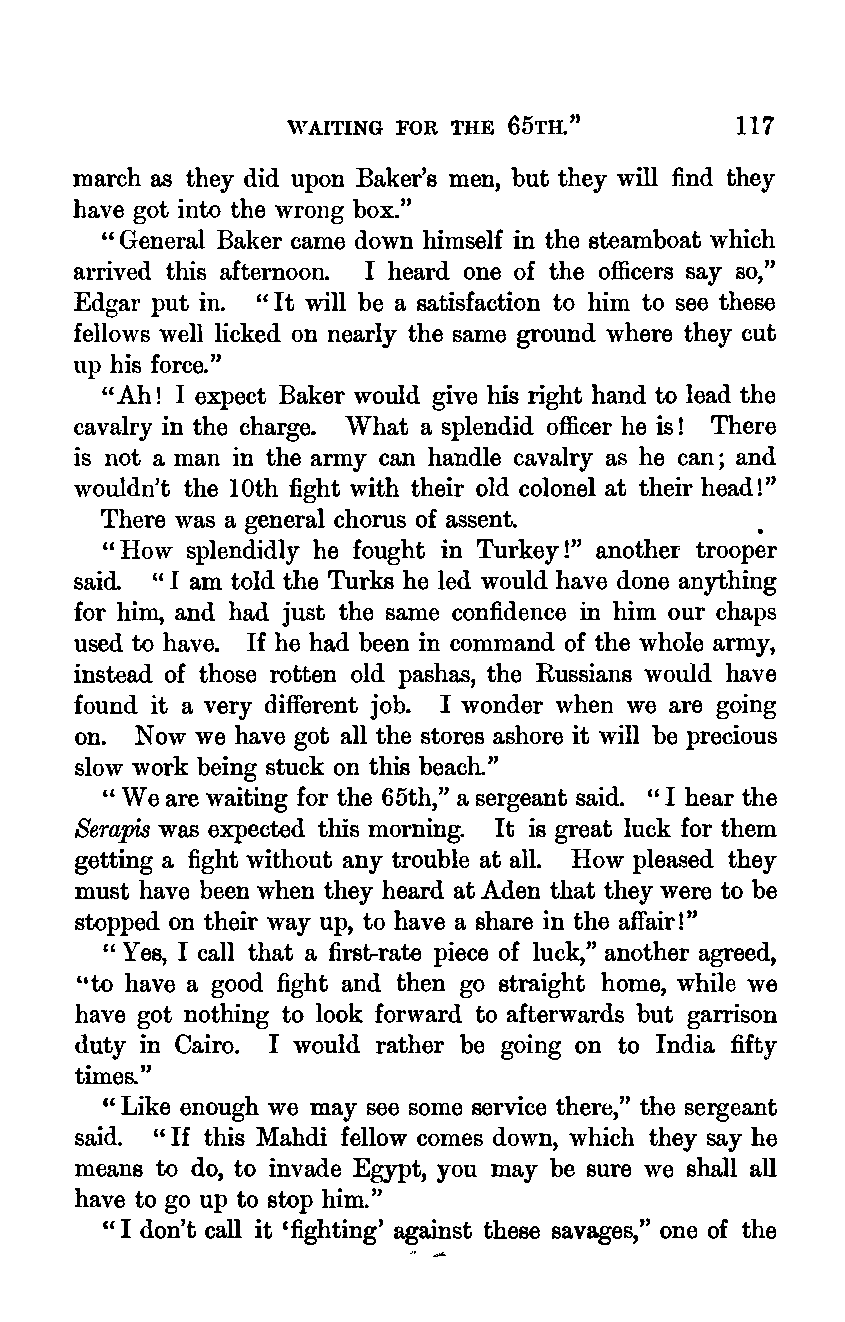 WAITING FOR THE 65TH." 117
march as they did upon Baker's men, but they will find they
have got into the wrong box."
"General Baker came down himself in the steamboat which
arrived this afternoon. I heard one of the officers say so,"
Edgar put in. "It will be a satisfaction to him to see these
fellows well licked on nearly the same ground where they cut
up his force."
"Ah! I expect Baker would give his right hand to lead the
cavalry in the charge. What a splendid officer he is! There
is not a man in the army can handle cavalry as he can; and
wouldn't the 10th fight with their old colonel at their head!"
There was a general chorus of assent.
"How splendidly he fought in Turkey!" another trooper
said. "I am told the Turks he led would have done anything
for him, and had just the same confidence in him our chaps
used to have. If he had been in command of the whole army,
instead of those rotten old pashas, the Russians would have
found it a very different job. I wonder when we are going
on. Now we have got all the stores ashore it will be precious
slow work being stuck on this beach."
"We are waiting for the 65th," a sergeant said. "I hear the
Serapis was expected this morning. It is great luck for them
getting a fight without any trouble at all. How pleased they
must have been when they heard at Aden that they were to be
stopped on their way up, to have a share in the affair!"
"Yes, I call that a first-rate piece of luck," another agreed,
"to have a good fight and then go straight home, while we
have got nothing to look forward to afterwards but garrison
duty in Cairo. I would rather be going on to India fifty
times."
"Like enough we may see some service there," the sergeant
said. "If this Mahdi fellow comes down, which they say he
means to do, to invade Egypt, you may be sure we shall all
have to go up to stop him."
"I don't call it 'fighting' against these savages," one of the